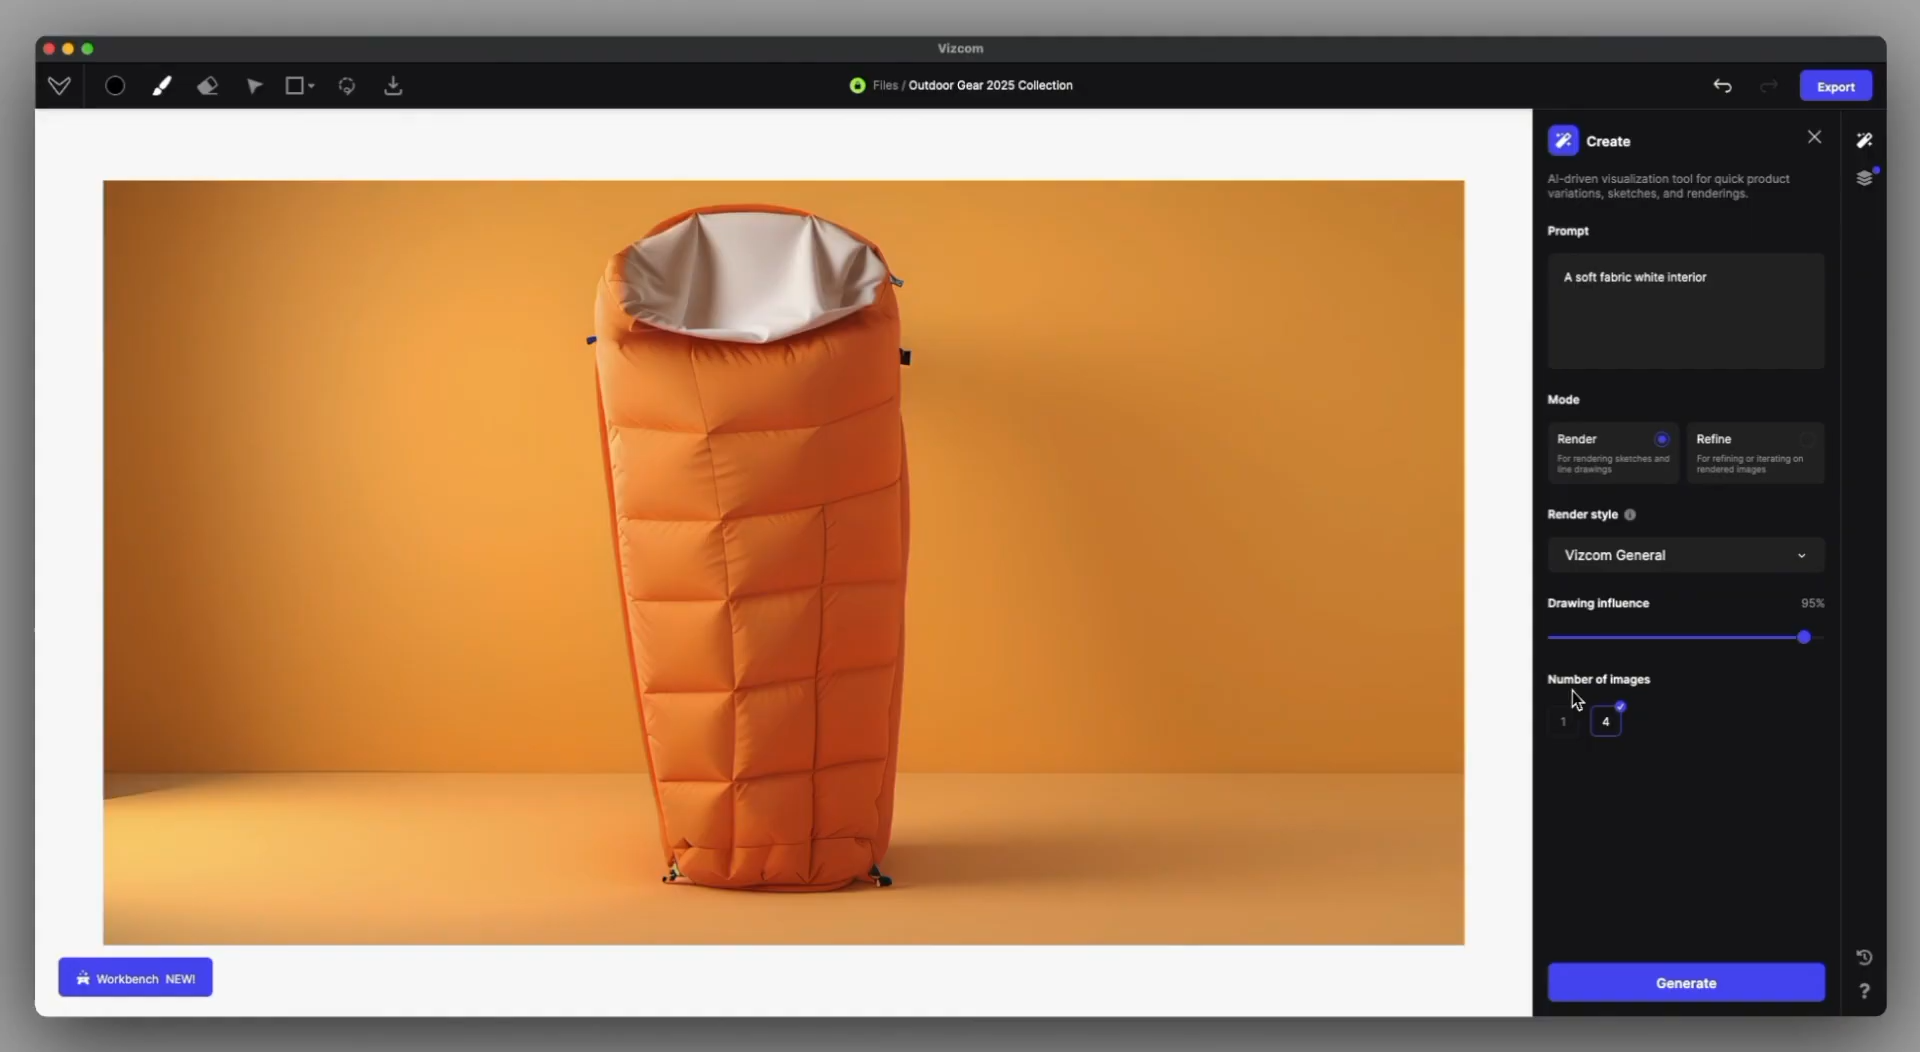 Vizcom
Files / Outdoor Gear 2025 Collection
Export
Create
AI-driven visualization tool for quick product
variations, sketches, and renderings.
Prompt
A soft fabric white interior
Mode
Render
For rendering sketches and
line drawings
Refine
For refining or iterating on
rendered images
Render style
Vizcom General
Drawing influence 95%
Number of images
1 4
Workbench NEW!
Generate